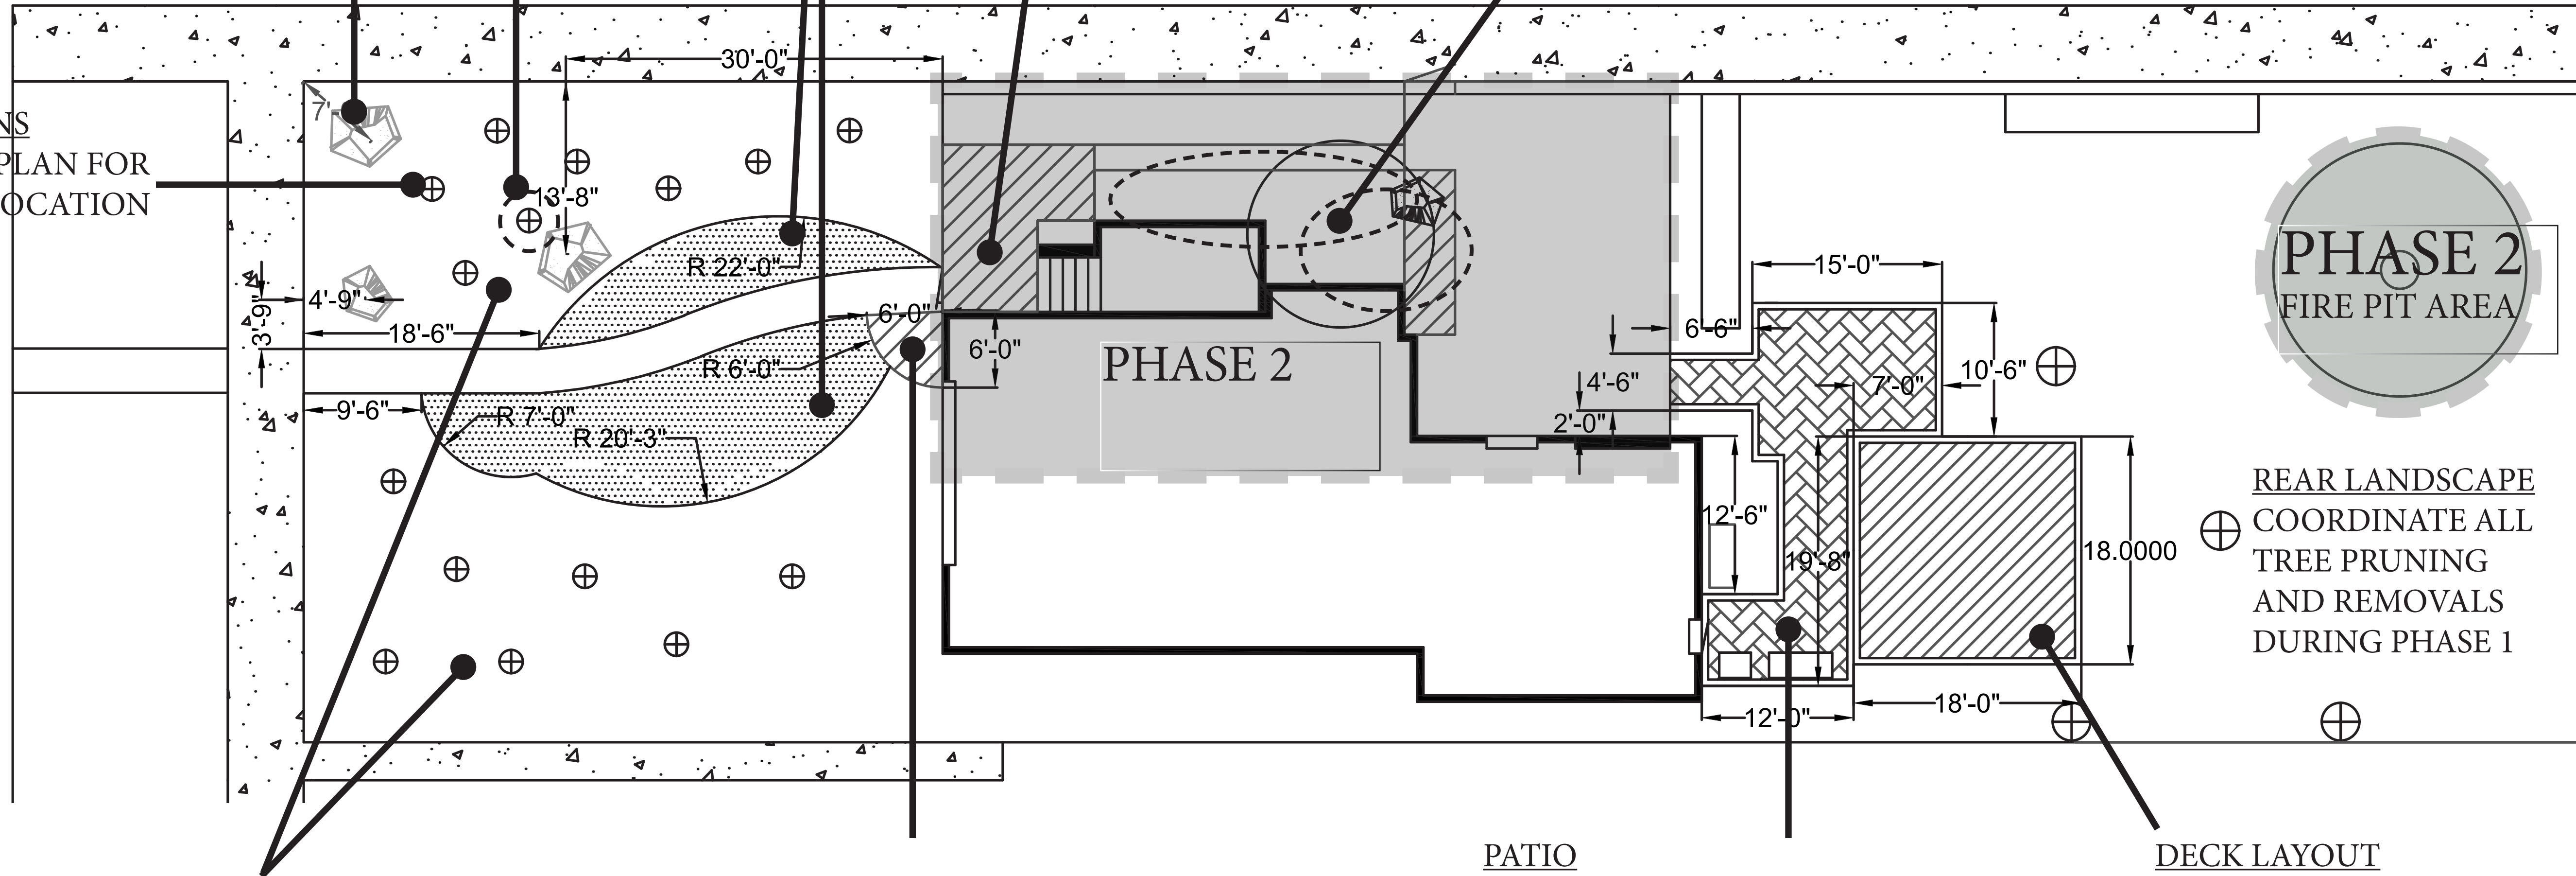 30'-0"
7'-
NS
PLAN FOR
OCATION
13'-8"
R 22'-0"
3'-9"
4'-9"
18'-6"
6'-0"
6'-0"
R 6'-0"
9'-6"
R 7'-0"
R 20'-3"
PHASE 2
15'-0"
6'-6"
4'-6"
2'-0"
7'-0"
10'-6"
12'-6"
19'-8"
18.0000
12'-0"
18'-0"
PHASE 2
FIRE PIT AREA
REAR LANDSCAPE
COORDINATE ALL
TREE PRUNING
AND REMOVALS
DURING PHASE 1
PATIO
DECK LAYOUT